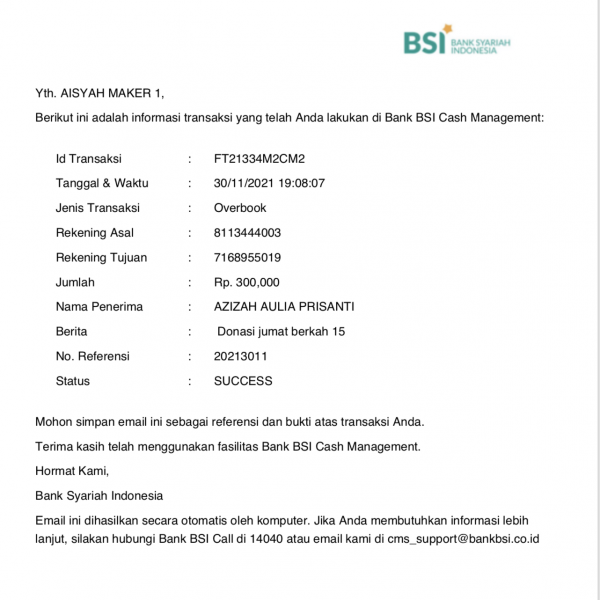 BSI BANK SYARIAH
INDONESIA
Yth. AISYAH MAKER 1,
Berikut ini adalah informasi transaksi yang telah Anda lakukan di Bank BSI Cash Management:
Id Transaksi : FT21334M2CM2
Tanggal & Waktu : 30/11/2021 19:08:07
Jenis Transaksi : Overbook
Rekening Asal : 8113444003
Rekening Tujuan : 7168955019
Jumlah : Rp. 300,000
Nama Penerima : AZIZAH AULIA PRISANTI
Berita : Donasi jumat berkah 15
No. Referensi : 20213011
Status : SUCCESS
Mohon simpan email ini sebagai referensi dan bukti atas transaksi Anda.
Terima kasih telah menggunakan fasilitas Bank BSI Cash Management.
Hormat Kami,
Bank Syariah Indonesia
Email ini dihasilkan secara otomatis oleh komputer. Jika Anda membutuhkan informasi lebih
lanjut, silakan hubungi Bank BSI Call di 14040 atau email kami di cms_support@bankbsi.co.id